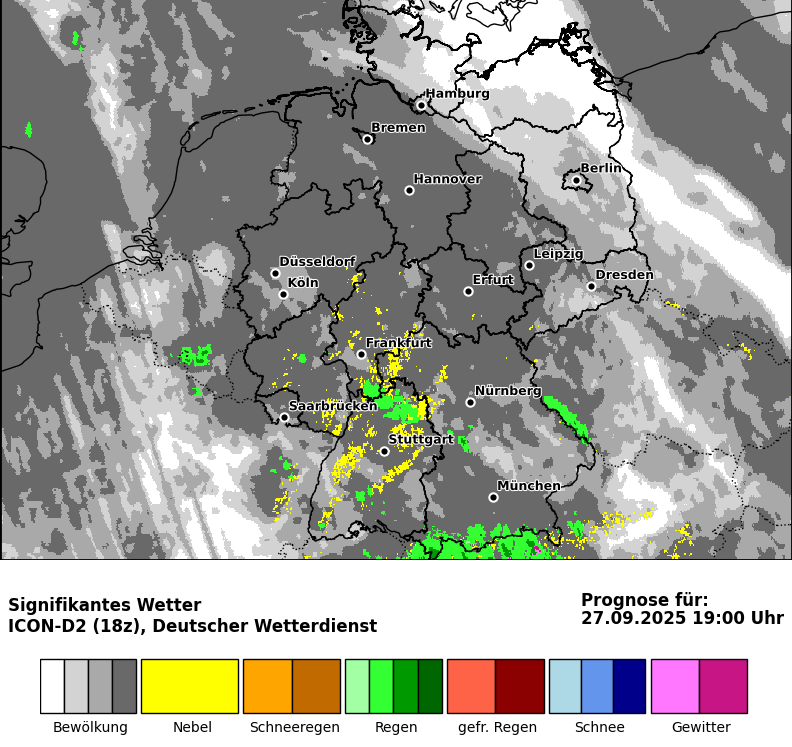 Hamburg
Bremen
Berlin
Hannover
Leipzig
Düsseldorf
Dresden
Köln
Erfurt
Frankfurt
Nürnberg
Saarbrücken
Stuttgart
München
Signifikantes Wetter
ICON-D2 (18z), Deutscher Wetterdienst
Prognose für:
27.09.2025 19:00 Uhr
Bewölkung
Nebel
Schneeregen
Regen
gefr. Regen
Schnee
Gewitter